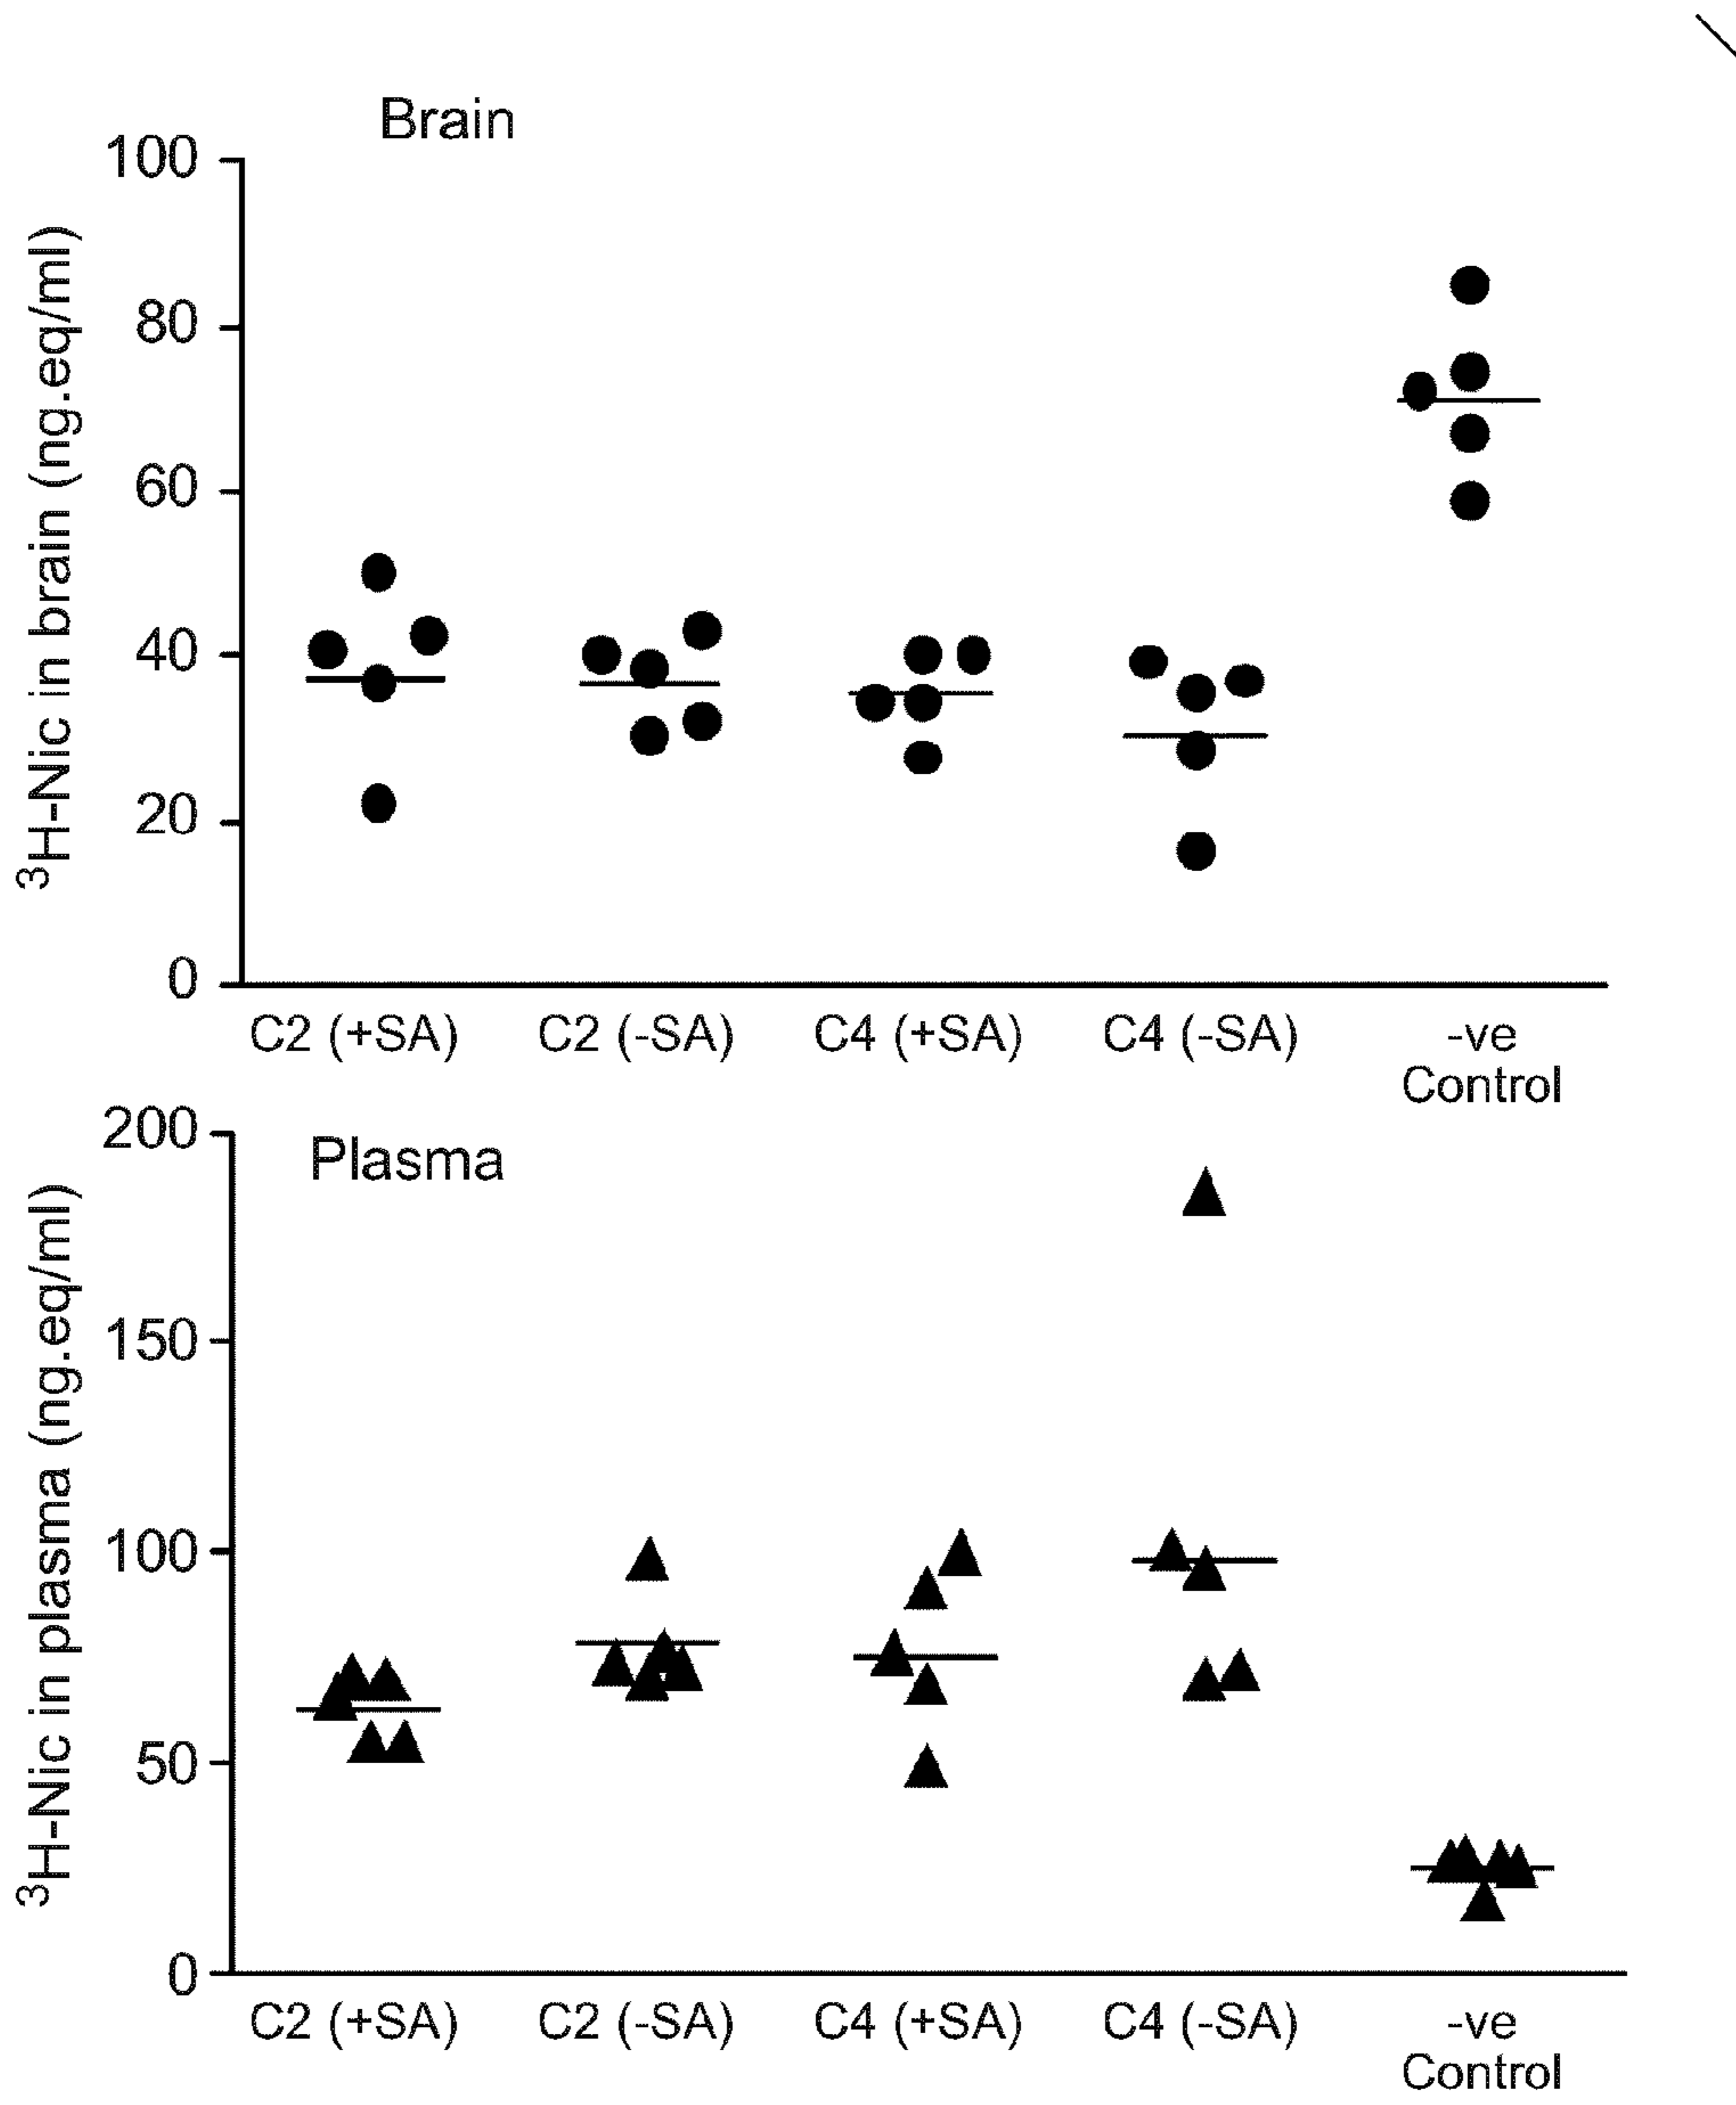 Brain
100
80
60
40
20
0
³H-Nic in brain (ng.eq/ml)
C2 (+SA) C2 (-SA) C4 (+SA) C4 (-SA) -ve
Control
Plasma
200
150
100
50
0
³H-Nic in plasma (ng.eq/ml)
C2 (+SA) C2 (-SA) C4 (+SA) C4 (-SA) -ve
Control